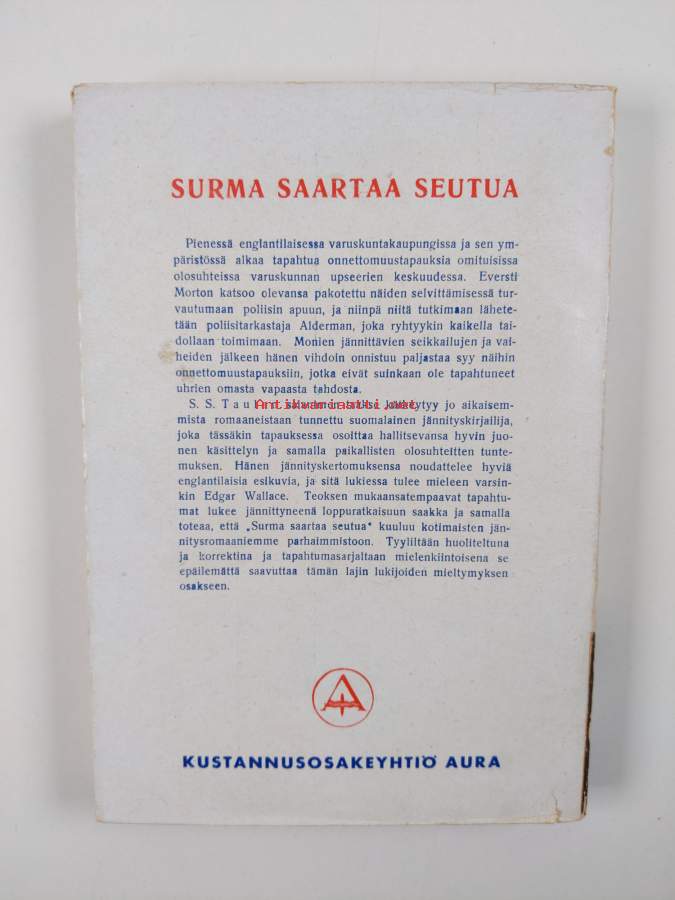 SURMA SAARTAA SEUTUA
Pienessä englantilaisessa varuskuntakaupungissa ja sen ym-
päristössä alkaa tapahtua onnettomuustapauksia omituisissa
olosuhteissa varuskunnan upseerien keskuudessa. Eversti
Morton katsoo olevansa pakotettu näiden selvittämisessä tur-
vautumaan poliisin apuun, ja niinpä niitä tutkimaan lähete-
tään poliisitarkastaja Alderman, joka ryhtyykin kaikella tai-
dollaan toimimaan. Monien jännittävien seikkailujen ja vai-
heiden jälkeen hänen vihdoin onnistuu paljastaa syy näihin
onnettomuustapauksiin, jotka eivät suinkaan ole tapahtuneet
uhrien omasta vapaasta tahdosta.
S. S. Taulun jo aikaisem-
Antikvariaatti.net
mista romaaneistaan tunnettu suomalainen jännityskirjailija,
joka tässäkin tapauksessa osoittaa hallitsevansa hyvin juo-
nen käsittelyn ja samalla paikallisten olosuhteitten tunte-
muksen. Hänen jännityskertomuksensa noudattelee hyviä
englantilaisia esikuvia, ja sitä lukiessa tulee mieleen varsin-
kin Edgar Wallace. Teoksen mukaansatempaavat tapahtu-
mat lukee jännittyneenä loppuratkaisuun saakka ja samalla
toteaa, että „Surma saartaa seutua" kuuluu kotimaisten jän-
nitysromaaniemme parhaimmistoon. Tyyliltään huoliteltuna
ja korrektina ja tapahtumasarjaltaan mielenkiintoisena se
epäilemättä saavuttaa tämän lajin lukijoiden mieltymyksen
osakseen.
KUSTANNUSOSAKEYHTIÖ AURA